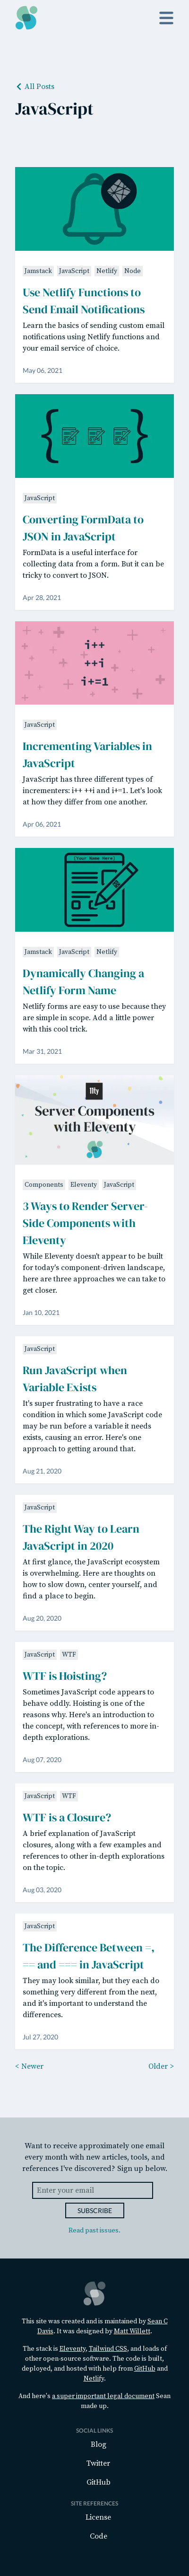 All Posts
JavaScript
Jamstack JavaScript Netlify Node
Use Netlify Functions to
Send Email Notifications
Learn the basics of sending custom email
notifications using Netlify functions and
your email service of choice.
May 06, 2021
{ }
JavaScript
Converting FormData to
JSON in JavaScript
FormData is a useful interface for
collecting data from a form. But it can be
tricky to convert to JSON.
Apr 28, 2021
i++
++i
i+=1
JavaScript
Incrementing Variables in
JavaScript
JavaScript has three different types of
incrementers: i++ ++i and i+=1. Let's look
at how they differ from one another.
Apr 06, 2021
[Your Name Here]
Jamstack JavaScript Netlify
Dynamically Changing a
Netlify Form Name
Netlify forms are easy to use because they
are simple in scope. Add a little power
with this cool trick.
Mar 31, 2021
11ty
Server Components
with Eleventy
Components Eleventy JavaScript
3 Ways to Render Server-
Side Components with
Eleventy
While Eleventy doesn't appear to be built
for today's component-driven landscape,
there are three approaches we can take to
get closer.
Jan 10, 2021
JavaScript
Run JavaScript when
Variable Exists
It's super frustrating to have a race
condition in which some JavaScript code
may be run before a variable it needs
exists, causing an error. Here's one
approach to getting around that.
Aug 21, 2020
JavaScript
The Right Way to Learn
JavaScript in 2020
At first glance, the JavaScript ecosystem
is overwhelming. Here are thoughts on
how to slow down, center yourself, and
find a place to begin.
Aug 20, 2020
JavaScript WTF
WTF is Hoisting?
Sometimes JavaScript code appears to
behave oddly. Hoisting is one of the
reasons why. Here's an introduction to
the concept, with references to more in-
depth explorations.
Aug 07, 2020
JavaScript WTF
WTF is a Closure?
A brief explanation of JavaScript
closures, along with a few examples and
references to other in-depth explorations
on the topic.
Aug 03, 2020
JavaScript
The Difference Between =,
== and === in JavaScript
They may look similar, but they each do
something very different from the next,
and it's important to understand the
differences.
Jul 27, 2020
< Newer Older >
Want to receive approximately one email
every month with new articles, tools, and
references I've discovered? Sign up below.
Enter your email
SUBSCRIBE
Read past issues.
This site was created and is maintained by Sean C
Davis. It was designed by Matt Willett.
The stack is Eleventy, Tailwind CSS, and loads of
other open-source software. The code is built,
deployed, and hosted with help from GitHub and
Netlify.
And here's a super important legal document Sean
made up.
SOCIAL LINKS
Blog
Twitter
GitHub
SITE REFERENCES
License
Code